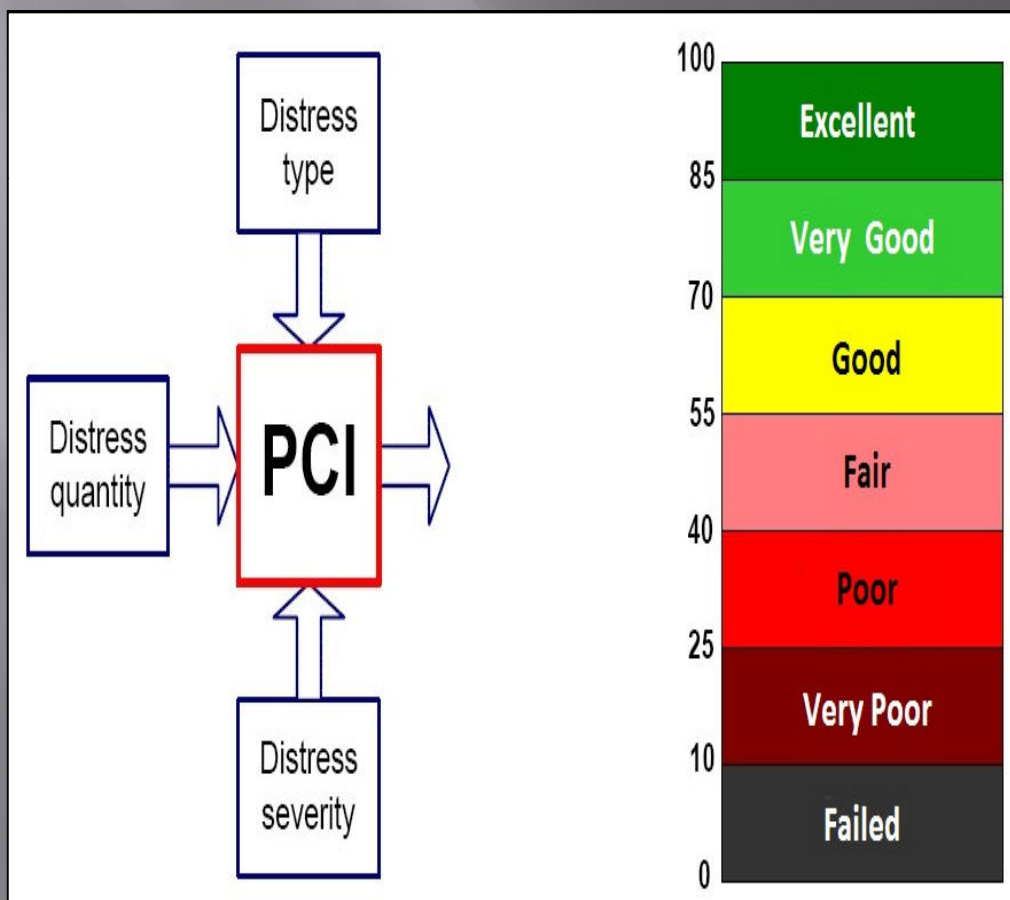 Distress
type
Distress
quantity
PCI
Distress
severity
100
Excellent
85
Very Good
70
Good
55
Fair
40
Poor
25
Very Poor
10
Failed
0